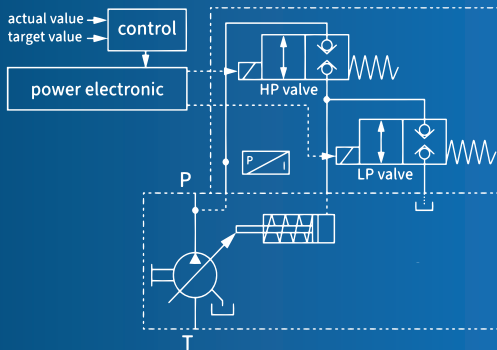 actual value
target value
control
power electronic
HP valve
LP valve
P
I
P
T